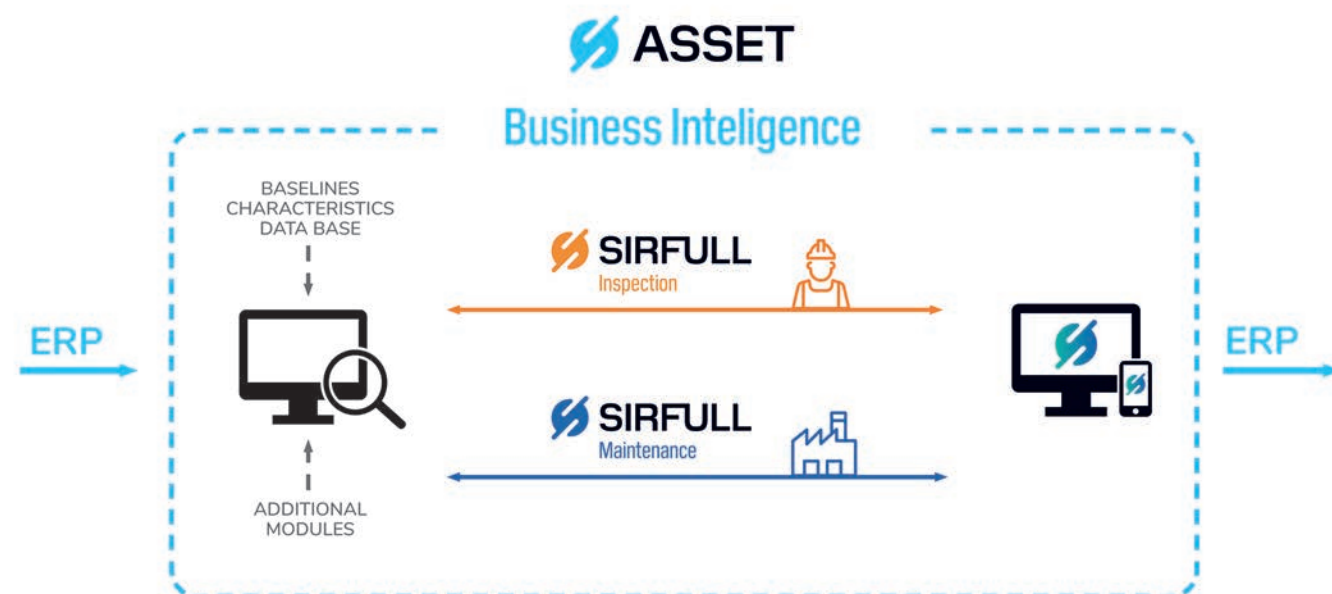 ASSET
Business Inteligence
BASELINES
CHARACTERISTICS
DATA BASE
SIRFULL
Inspection
ERP
ERP
SIRFULL
Maintenance
ADDITIONAL
MODULES